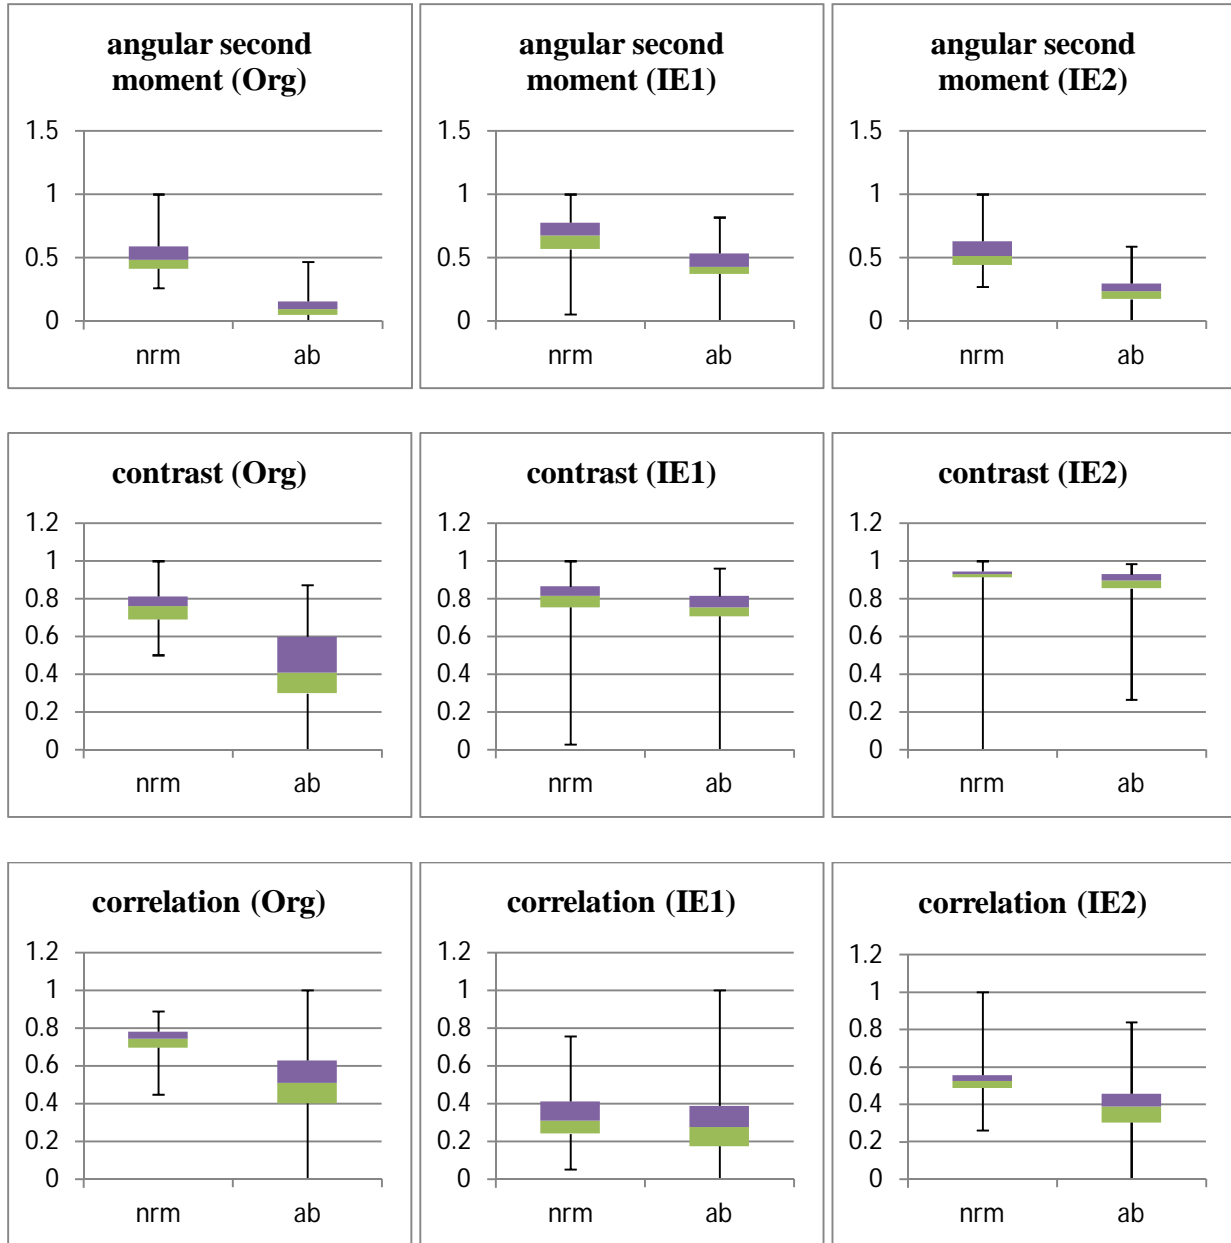 angular second
moment (Org)
1.5
1
0.5
0
nrm ab
angular second
moment (IE1)
1.5
1
0.5
0
nrm ab
angular second
moment (IE2)
1.5
1
0.5
0
nrm ab
contrast (Org)
1.2
1
0.8
0.6
0.4
0.2
0
nrm ab
contrast (IE1)
1.2
1
0.8
0.6
0.4
0.2
0
nrm ab
contrast (IE2)
1.2
1
0.8
0.6
0.4
0.2
0
nrm ab
correlation (Org)
1.2
1
0.8
0.6
0.4
0.2
0
nrm ab
correlation (IE1)
1.2
1
0.8
0.6
0.4
0.2
0
nrm ab
correlation (IE2)
1.2
1
0.8
0.6
0.4
0.2
0
nrm ab